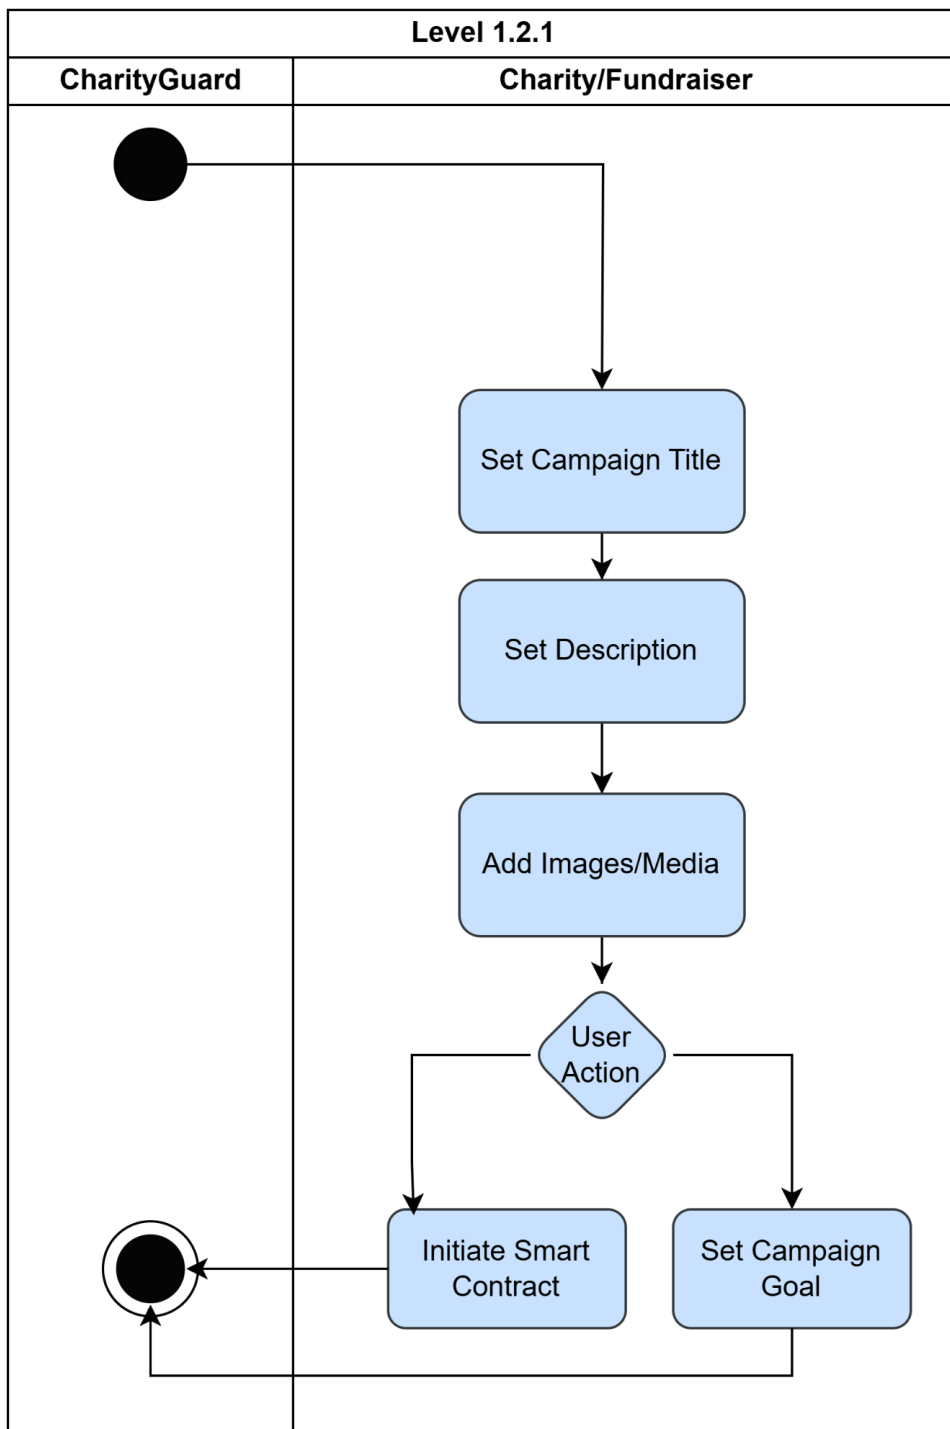 Level 1.2.1
CharityGuard
Charity/Fundraiser
Set Campaign Title
Set Description
Add Images/Media
User
Action
Initiate Smart
Contract
Set Campaign
Goal